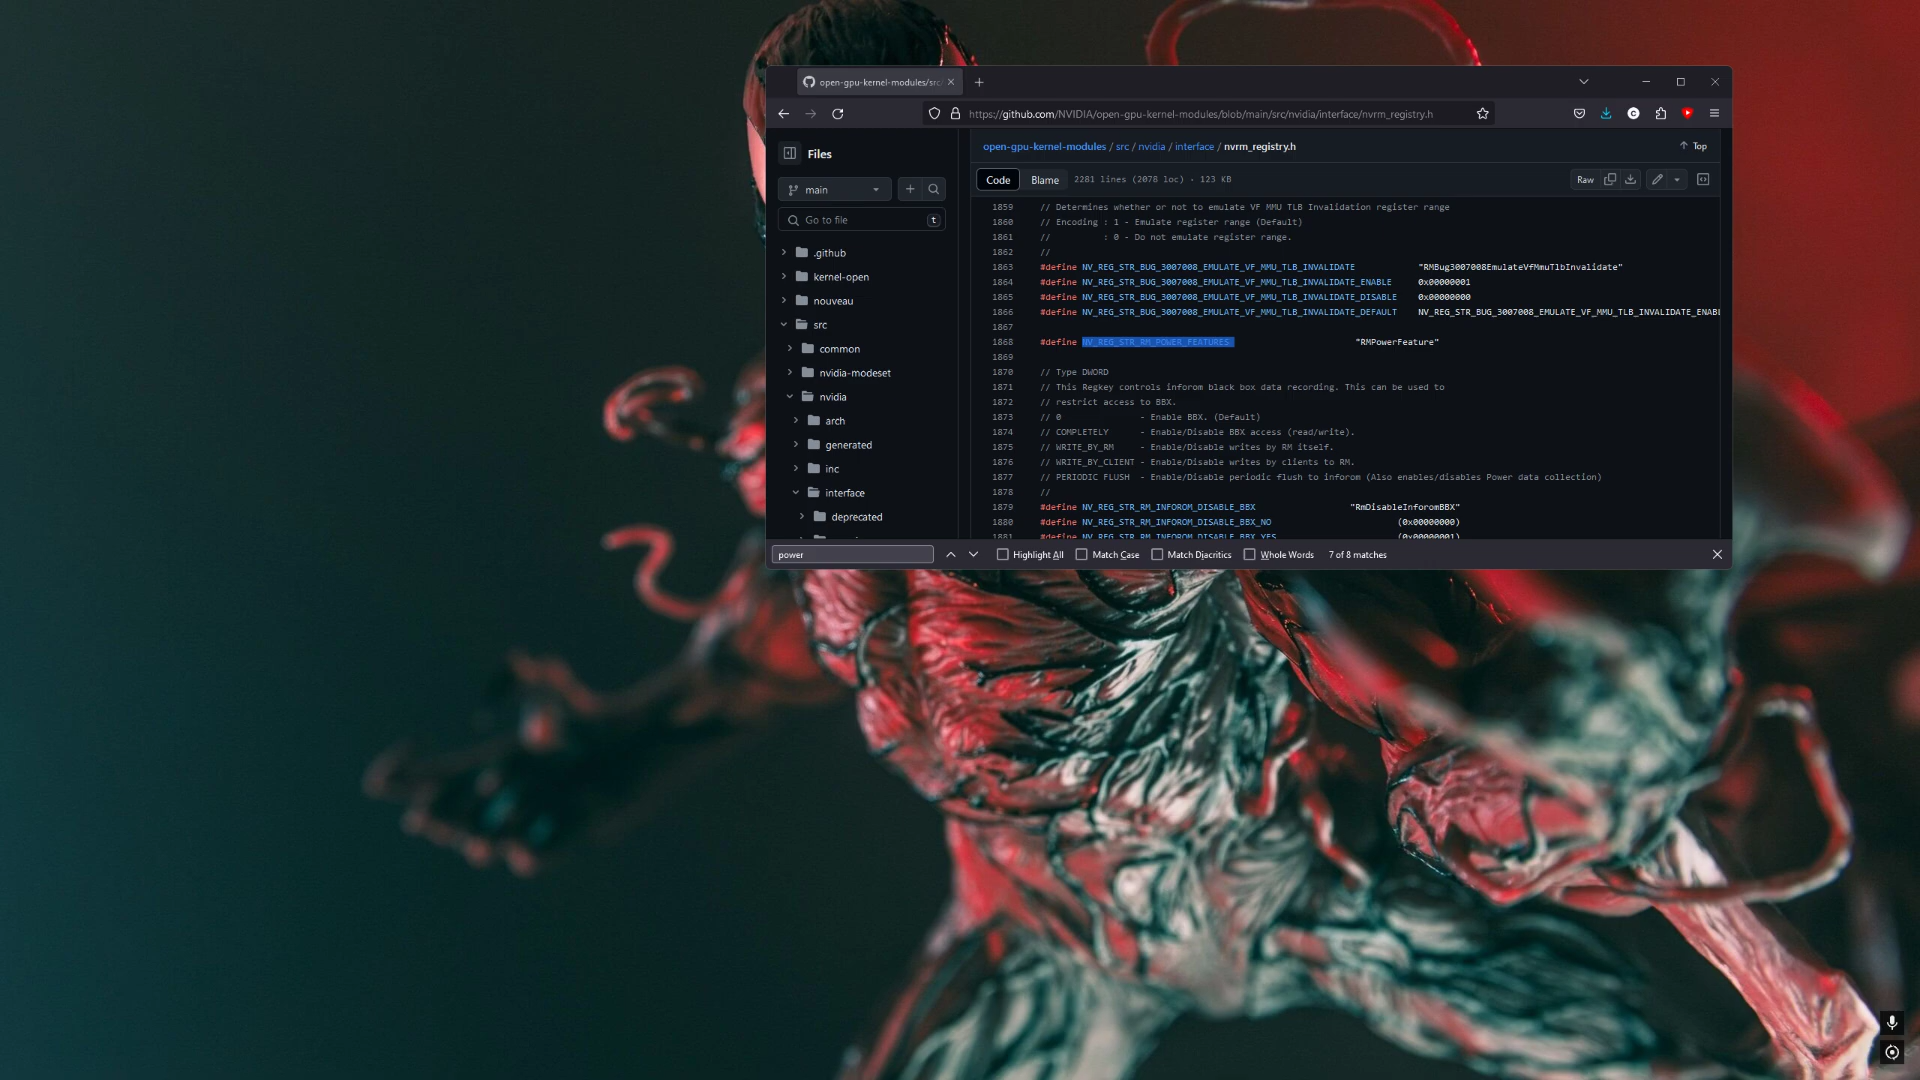 open-gpu-kernel-modules/src/
https://github.com/NVIDIA/open-gpu-kernel-modules/blob/main/src/nvidia/interface/nvrm_registry.h
Files
main
Go to file
t
.github
kernel-open
nouveau
src
common
nvidia-modeset
nvidia
arch
generated
inc
interface
deprecated
open-gpu-kernel-modules / src / nvidia / interface / nvrm_registry.h
Top
Code Blame 2281 lines (2078 loc) · 123 KB
Raw
1859 // Determines whether or not to emulate VF MMU TLB Invalidation register range
1860 // Encoding : 1 - Emulate register range (Default)
1861 // : 0 - Do not emulate register range.
1862 //
1863 #define NV_REG_STR_BUG_3007008_EMULATE_VF_MMU_TLB_INVALIDATE "RMBug3007008EmulateVfMmuTlbInvalidate"
1864 #define NV_REG_STR_BUG_3007008_EMULATE_VF_MMU_TLB_INVALIDATE_ENABLE 0x00000001
1865 #define NV_REG_STR_BUG_3007008_EMULATE_VF_MMU_TLB_INVALIDATE_DISABLE 0x00000000
1866 #define NV_REG_STR_BUG_3007008_EMULATE_VF_MMU_TLB_INVALIDATE_DEFAULT NV_REG_STR_BUG_3007008_EMULATE_VF_MMU_TLB_INVALIDATE_ENABL
1867
1868 #define NV_REG_STR_RM_POWER_FEATURES "RMPowerFeature"
1869
1870 // Type DWORD
1871 // This Regkey controls inforom black box data recording. This can be used to
1872 // restrict access to BBX.
1873 // 0 - Enable BBX. (Default)
1874 // COMPLETELY - Enable/Disable BBX access (read/write).
1875 // WRITE_BY_RM - Enable/Disable writes by RM itself.
1876 // WRITE_BY_CLIENT - Enable/Disable writes by clients to RM.
1877 // PERIODIC FLUSH - Enable/Disable periodic flush to inforom (Also enables/disables Power data collection)
1878 //
1879 #define NV_REG_STR_RM_INFOROM_DISABLE_BBX "RmDisableInforomBBX"
1880 #define NV_REG_STR_RM_INFOROM_DISABLE_BBX_NO (0x00000000)
1881 #define NV_REG_STR_RM_INFOROM_DISABLE_BBX_YES (0x00000001)
power
Highlight All
Match Case
Match Diacritics
Whole Words
7 of 8 matches